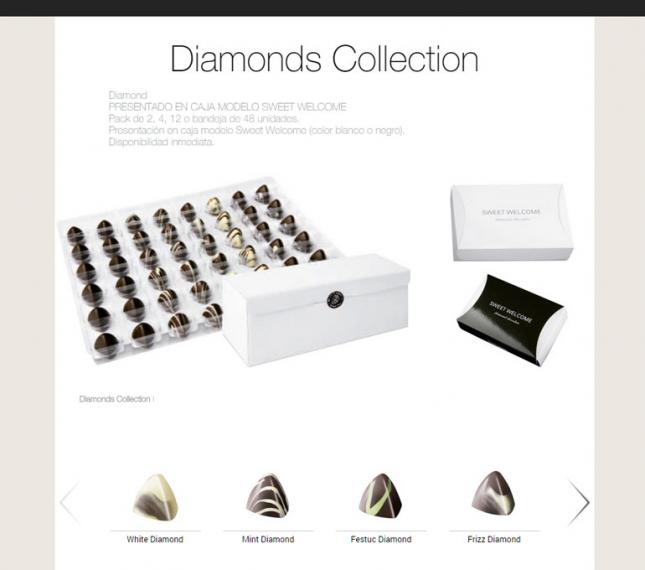 Diamonds Collection
Diamond
PRESENTADO EN CAJA MODELO SWEET WELCOME
Pack de 2, 4, 12 o bandeja de 48 unidades.
Presentación en caja modelo Sweet Welcome (color blanco o negro).
Disponibilidad inmediata.
SWEET WELCOME
SWEET WELCOME
Diamonds Collection |
White Diamond
Mint Diamond
Festuc Diamond
Frizz Diamond